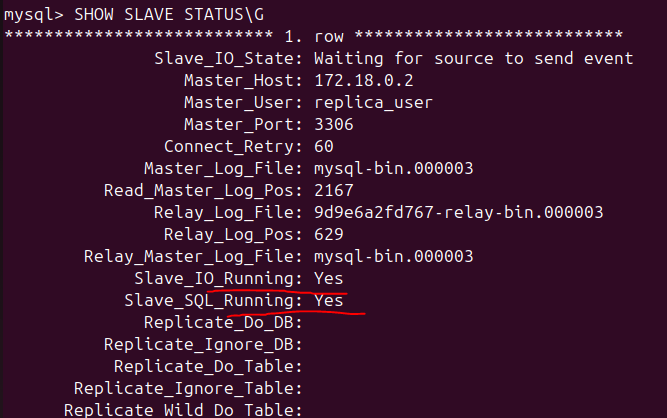 mysql> SHOW SLAVE STATUS\G
*************************** 1. row ***************************
Slave_IO_State: Waiting for source to send event
Master_Host: 172.18.0.2
Master_User: replica_user
Master_Port: 3306
Connect_Retry: 60
Master_Log_File: mysql-bin.000003
Read_Master_Log_Pos: 2167
Relay_Log_File: 9d9e6a2fd767-relay-bin.000003
Relay_Log_Pos: 629
Relay_Master_Log_File: mysql-bin.000003
Slave_IO_Running: Yes
Slave_SQL_Running: Yes
Replicate_Do_DB:
Replicate_Ignore_DB:
Replicate_Do_Table:
Replicate_Ignore_Table:
Replicate_Wild_Do_Table: